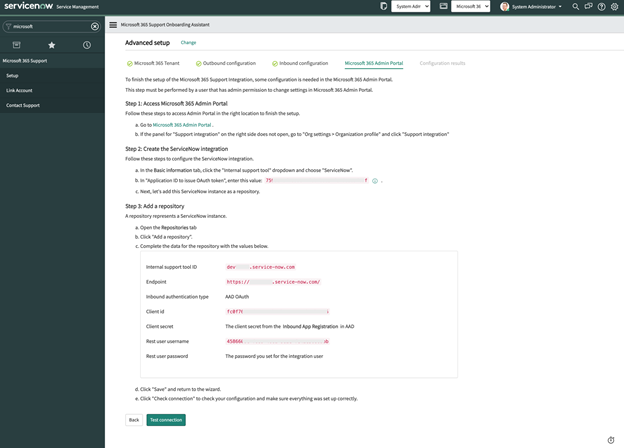 servicenow Service Management
System Adm
Microsoft 36
System Administrator
microsoft
Microsoft 365 Support
Setup
Link Account
Contact Support
Microsoft 365 Support Onboarding Assistant
Advanced setup Change
Microsoft 365 Tenant
Outbound configuration
Inbound configuration
Microsoft 365 Admin Portal
Configuration results
To finish the setup of the Microsoft 365 Support Integration, some configuration is needed in the Microsoft 365 Admin Portal.
This step must be performed by a user that has admin permission to change settings in Microsoft 365 Admin Portal.
Step 1: Access Microsoft 365 Admin Portal
Follow these steps to access Admin Portal in the right location to finish the setup.
a. Go to Microsoft 365 Admin Portal..
b. If the panel for "Support integration" on the right side does not open, go to "Org settings > Organization profile" and click "Support integration"
Step 2: Create the ServiceNow integration
Follow these steps to configure the ServiceNow integration.
a. In the Basic information tab, click the "Internal support tool" dropdown and choose "ServiceNow".
b. In "Application ID to issue OAuth token", enter this value: f .
c. Next, let's add this ServiceNow instance as a repository.
Step 3: Add a repository
A repository represents a ServiceNow instance.
a. Open the Repositories tab
b. Click "Add a repository".
c. Complete the data for the repository with the values below.
Internal support tool ID dev .service-now.com
Endpoint https:// .service-now.com/
Inbound authentication type AAD OAuth
Client id fc0f7
Client secret The client secret from the Inbound App Registration in AAD
Rest user username
Rest user password The password you set for the integration user
d. Click "Save" and return to the wizard.
e. Click "Check connection" to check your configuration and make sure everything was set up correctly.
Back
Test connection